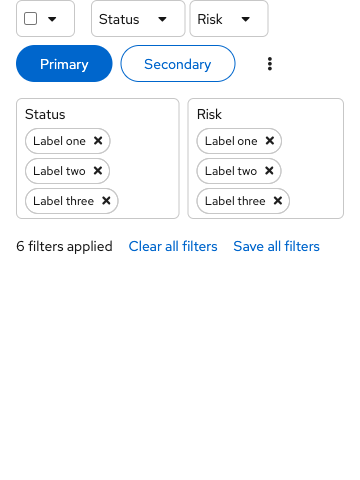 Status Risk
Primary Secondary
Status
Label one
Label two
Label three
Risk
Label one
Label two
Label three
6 filters applied Clear all filters Save all filters